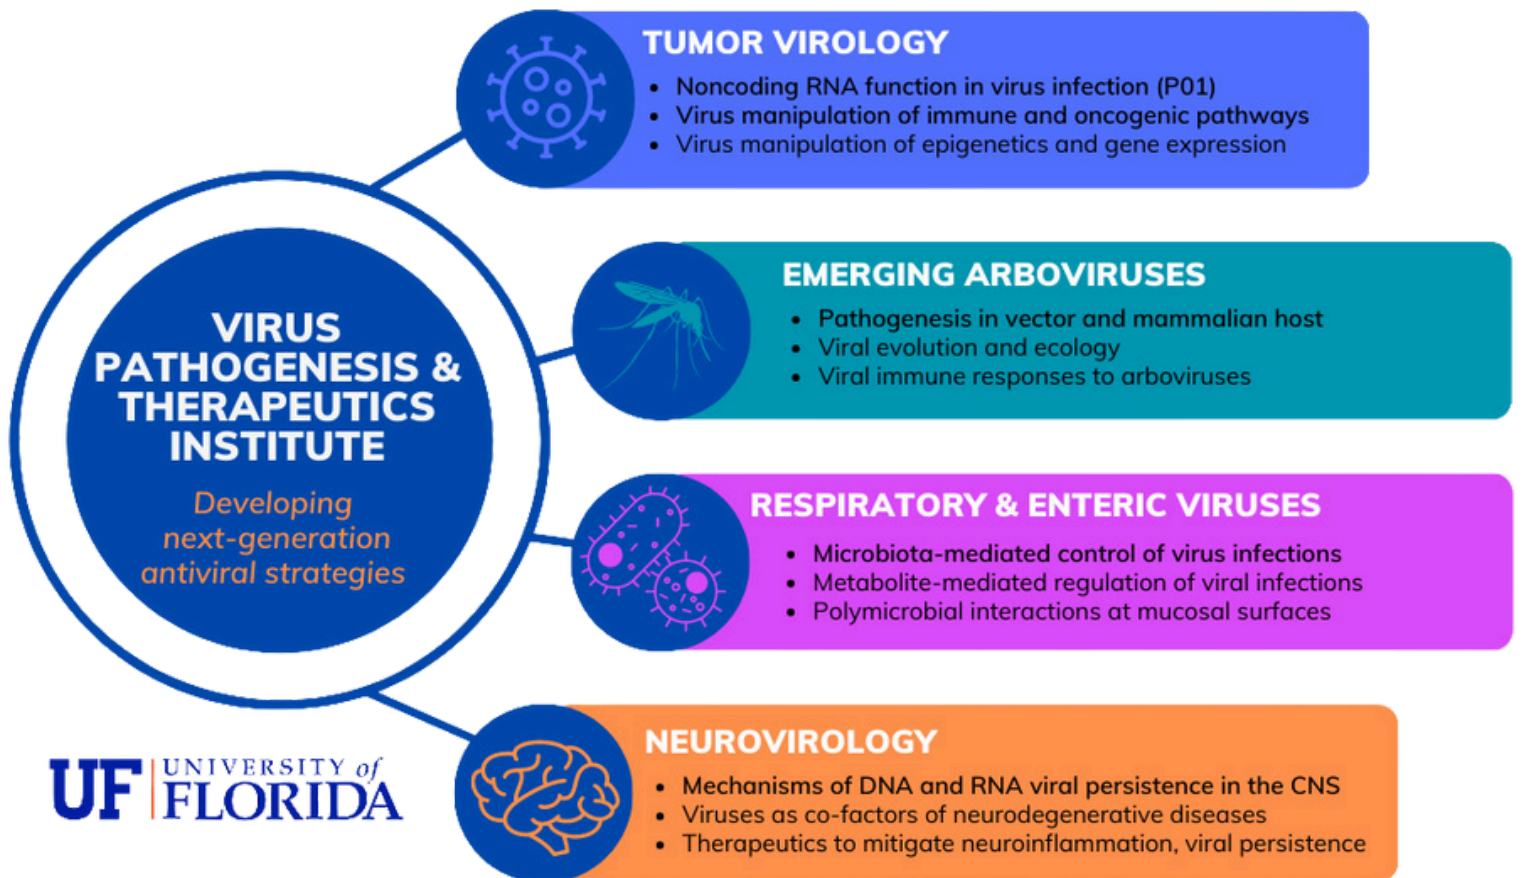 TUMOR VIROLOGY
• Noncoding RNA function in virus infection (P01)
• Virus manipulation of immune and oncogenic pathways
• Virus manipulation of epigenetics and gene expression
EMERGING ARBOVIRUSES
• Pathogenesis in vector and mammalian host
• Viral evolution and ecology
• Viral immune responses to arboviruses
VIRUS
PATHOGENESIS &
THERAPEUTICS
INSTITUTE
Developing
next-generation
antiviral strategies
RESPIRATORY & ENTERIC VIRUSES
• Microbiota-mediated control of virus infections
• Metabolite-mediated regulation of viral infections
• Polymicrobial interactions at mucosal surfaces
NEUROVIROLOGY
• Mechanisms of DNA and RNA viral persistence in the CNS
• Viruses as co-factors of neurodegenerative diseases
• Therapeutics to mitigate neuroinflammation, viral persistence
UF
UNIVERSITY of
FLORIDA